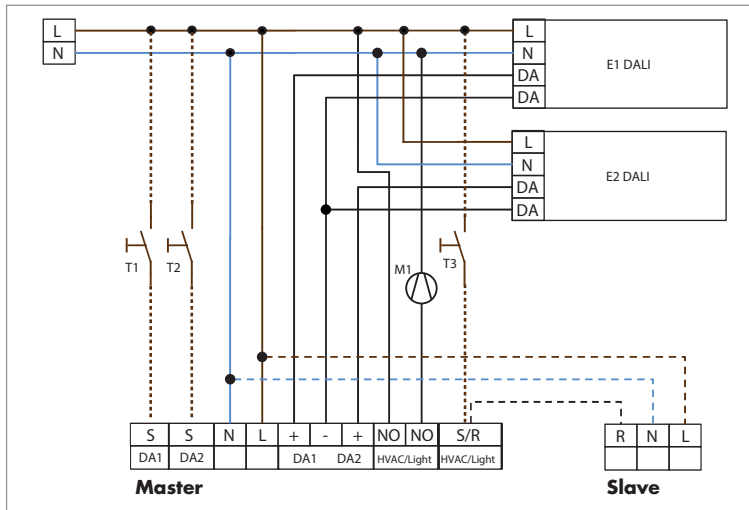 L
N
L
N
DA
DA
E1 DALI
L
N
DA
DA
E2 DALI
T1
T2
M1
T3
S S N L + - + NO NO S/R
DA1 DA2 DA1 DA2 HVAC/Light HVAC/Light
Master
R N L
Slave